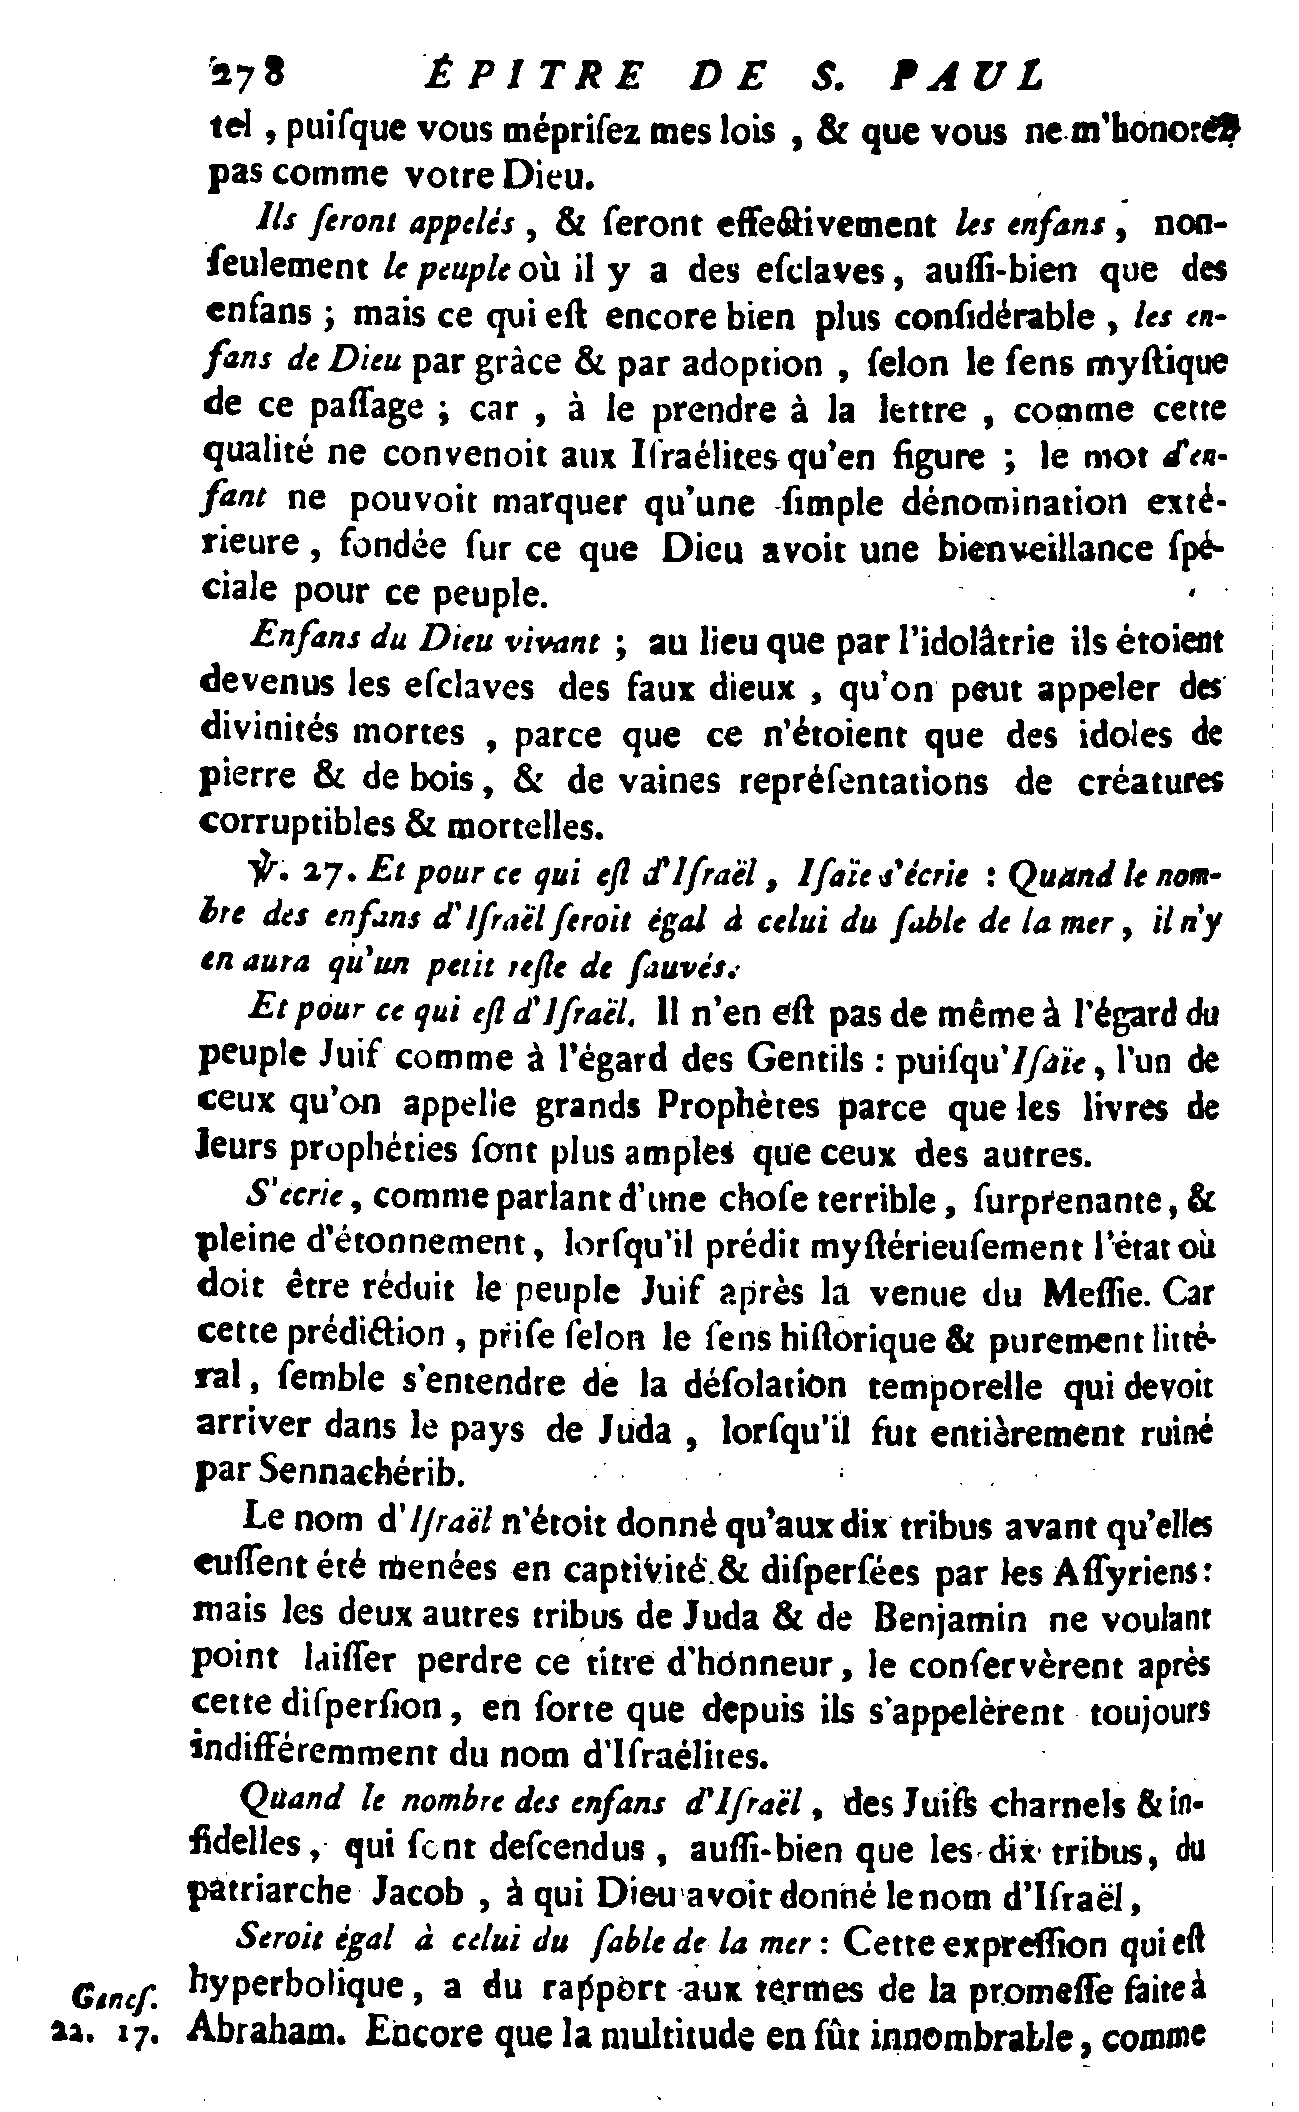 278 ÉPITRE DE S. PAUL
tel, puiſque vous mépriſez mes lois, & que vous ne m'honorez
pas comme votre Dieu.
Ils ſeront appelés, & ſeront effectivement les enfans, non-
ſeulement le peuple où il y a des eſclaves, auſſi-bien que des
enfans ; mais ce qui eſt encore bien plus conſidérable, les en-
fans de Dieu par grâce & par adoption, ſelon le ſens myſtique
de ce paſſage ; car, à le prendre à la lettre, comme cette
qualité ne convenoit aux Iſraélites qu'en figure ; le mot d'en-
fant ne pouvoit marquer qu'une ſimple dénomination exté-
rieure, fondée ſur ce que Dieu avoit une bienveillance ſpé-
ciale pour ce peuple.
Enfans du Dieu vivant ; au lieu que par l'idolâtrie ils étoient
devenus les eſclaves des faux dieux, qu'on peut appeler des
divinités mortes, parce que ce n'étoient que des idoles de
pierre & de bois, & de vaines repréſentations de créatures
corruptibles & mortelles.
℣. 27. Et pour ce qui eſt d'Iſraël, Iſaïe s'écrie : Quand le nom-
bre des enfans d'Iſraël ſeroit égal à celui du ſable de la mer, il n'y
en aura qu'un petit reſte de ſauvés.
Et pour ce qui eſt d'Iſraël. Il n'en eſt pas de même à l'égard du
peuple Juif comme à l'égard des Gentils : puiſqu'Iſaïe, l'un de
ceux qu'on appelle grands Prophètes parce que les livres de
leurs prophéties ſont plus amples que ceux des autres.
S'ecrie, comme parlant d'une choſe terrible, ſurprenante, &
pleine d'étonnement, lorſqu'il prédit myſtérieuſement l'état où
doit être réduit le peuple Juif après la venue du Meſſie. Car
cette prédiction, priſe ſelon le ſens hiſtorique & purement litté-
ral, ſemble s'entendre de la déſolation temporelle qui devoit
arriver dans le pays de Juda, lorſqu'il fut entièrement ruiné
par Sennachérib.
Le nom d'Iſraël n'étoit donné qu'aux dix tribus avant qu'elles
euſſent été menées en captivité & diſperſées par les Aſſyriens :
mais les deux autres tribus de Juda & de Benjamin ne voulant
point laiſſer perdre ce titre d'honneur, le conſervèrent après
cette diſperſion, en ſorte que depuis ils s'appelèrent toujours
indifféremment du nom d'Iſraélites.
Quand le nombre des enfans d'Iſraël, des Juifs charnels & in-
fidelles, qui ſont deſcendus, auſſi-bien que les dix tribus, du
patriarche Jacob, à qui Dieu avoit donné le nom d'Iſraël,
Seroit égal à celui du ſable de la mer : Cette expreſſion qui eſt
hyperbolique, a du rapport aux termes de la promeſſe faite à
Geneſ.
22. 17.
Abraham. Encore que la multitude en fût innombrable, comme